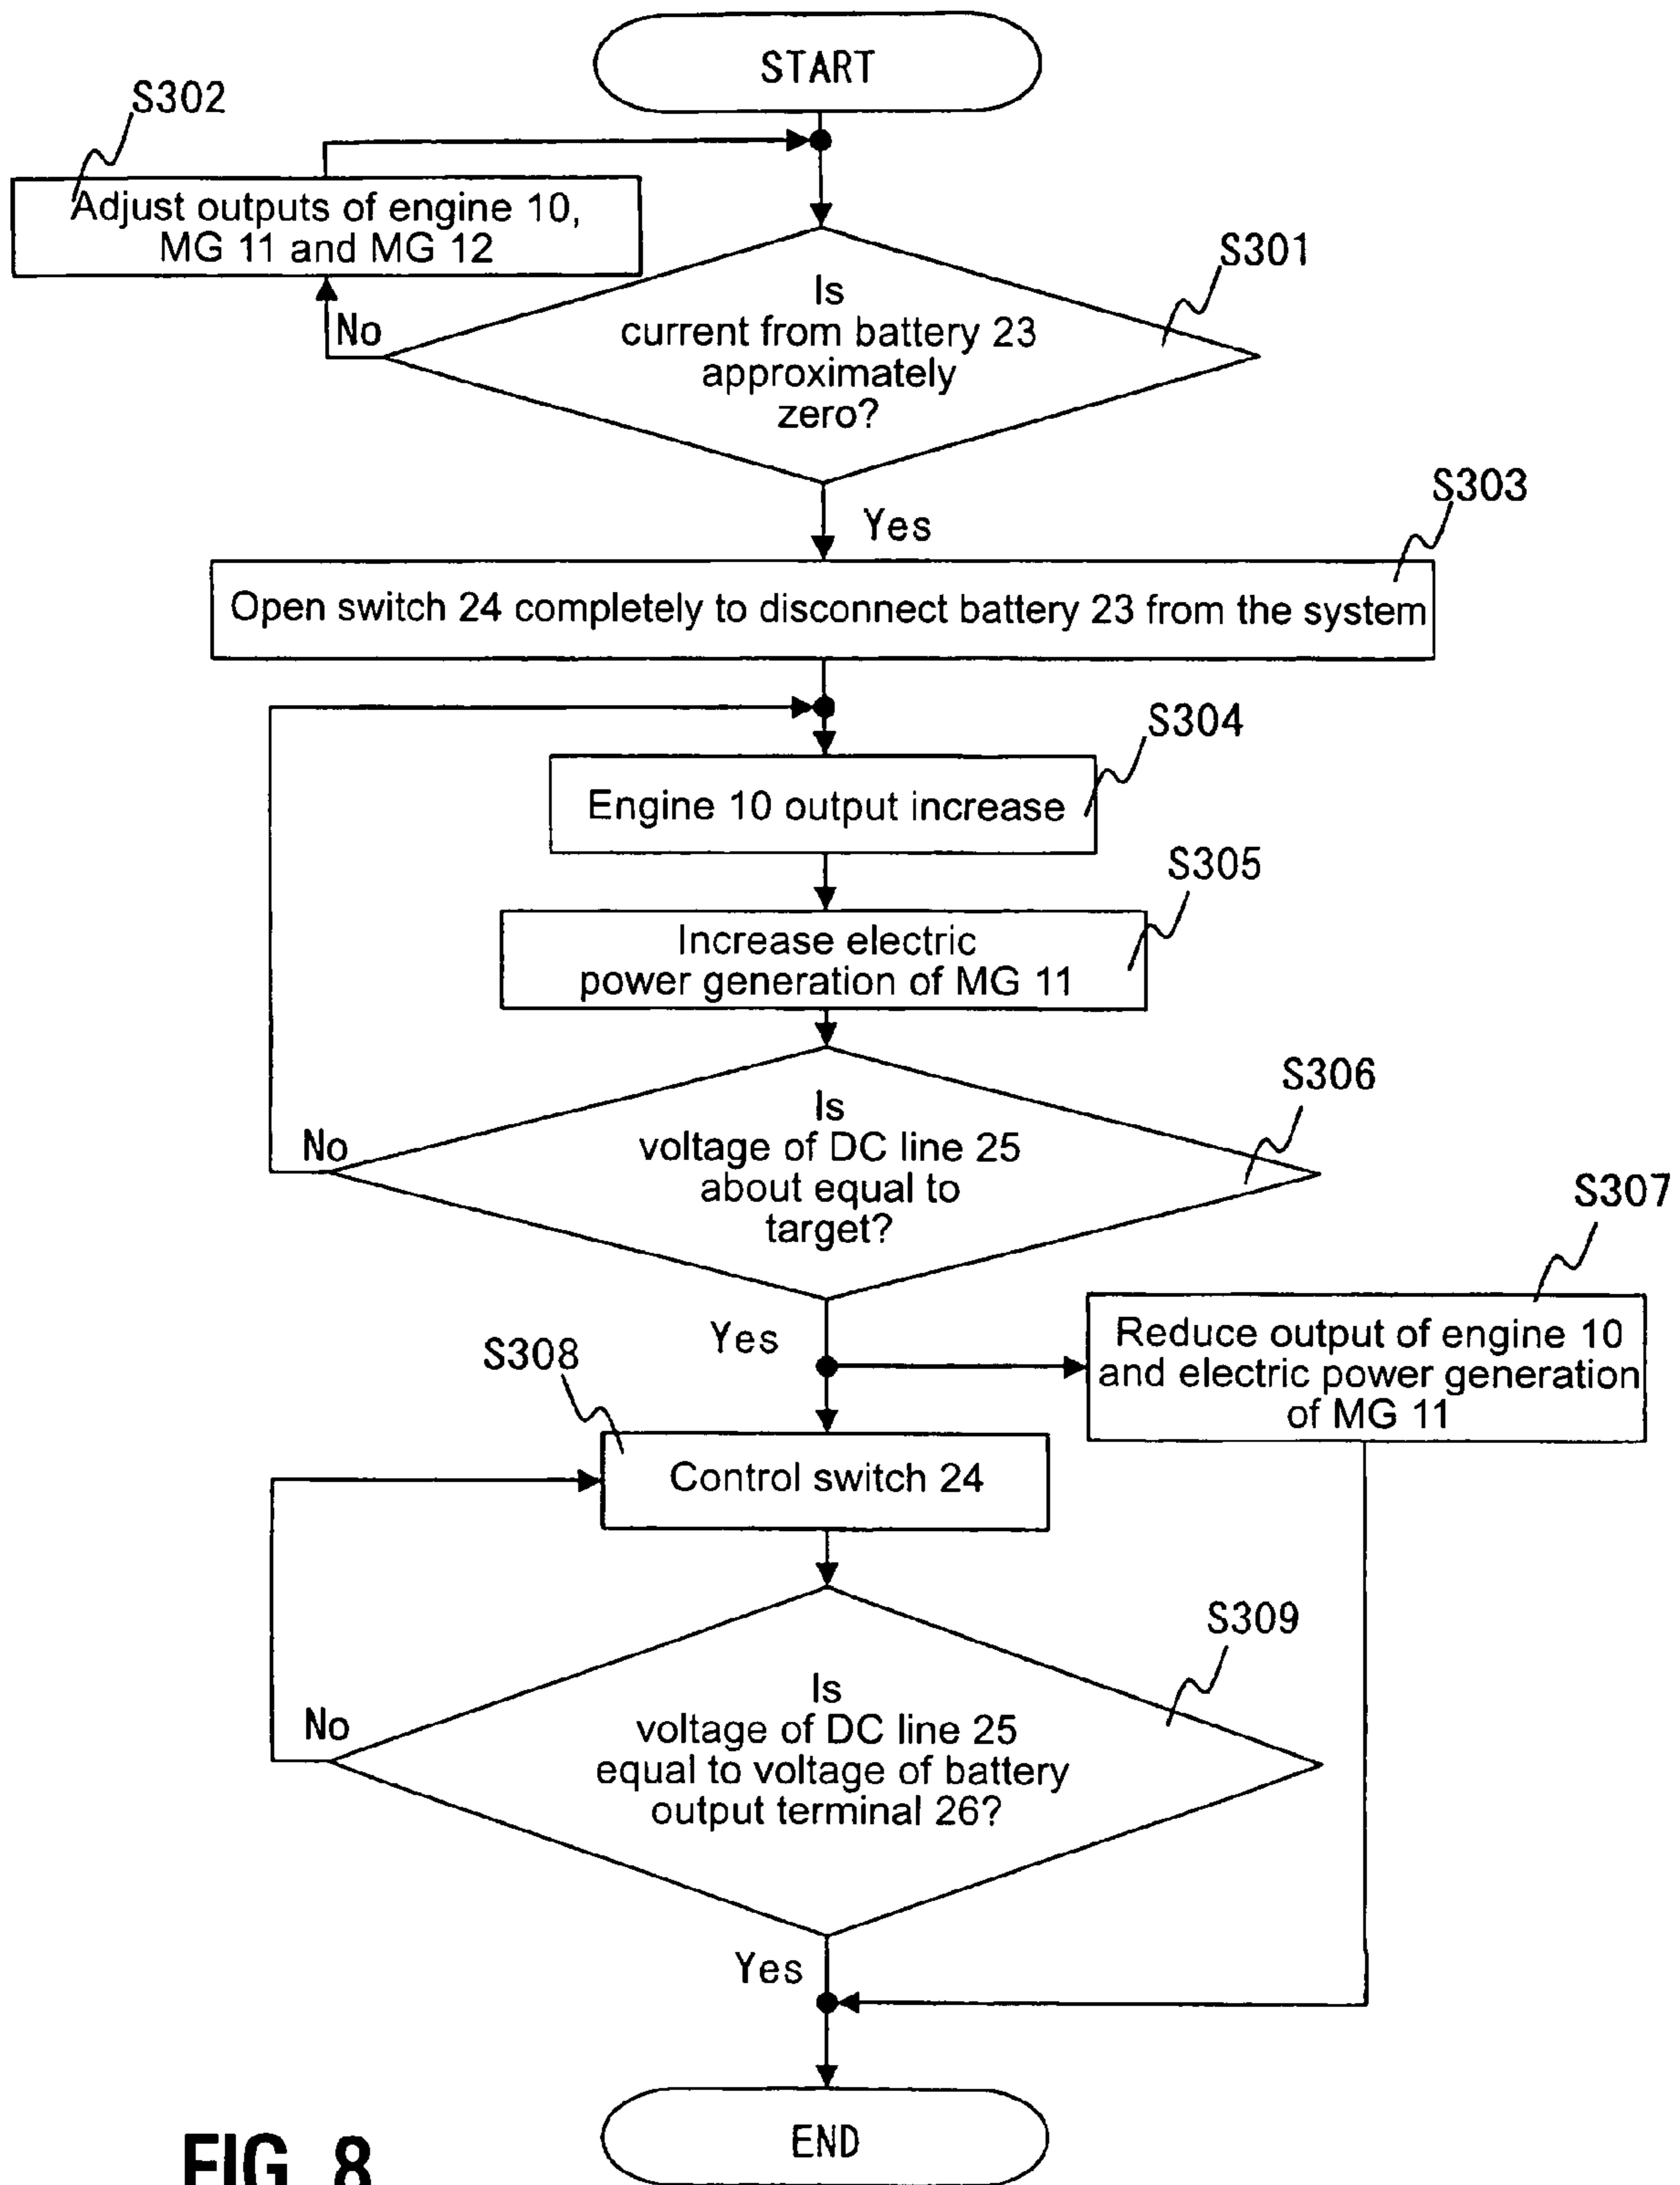 START
S302
Adjust outputs of engine 10,
MG 11 and MG 12
S301
Is
current from battery 23
approximately
zero?
No
Yes
S303
Open switch 24 completely to disconnect battery 23 from the system
S304
Engine 10 output increase
S305
Increase electric
power generation of MG 11
S306
Is
voltage of DC line 25
about equal to
target?
No
Yes
S307
Reduce output of engine 10
and electric power generation
of MG 11
S308
Control switch 24
S309
Is
voltage of DC line 25
equal to voltage of battery
output terminal 26?
No
Yes
END
FIG. 8